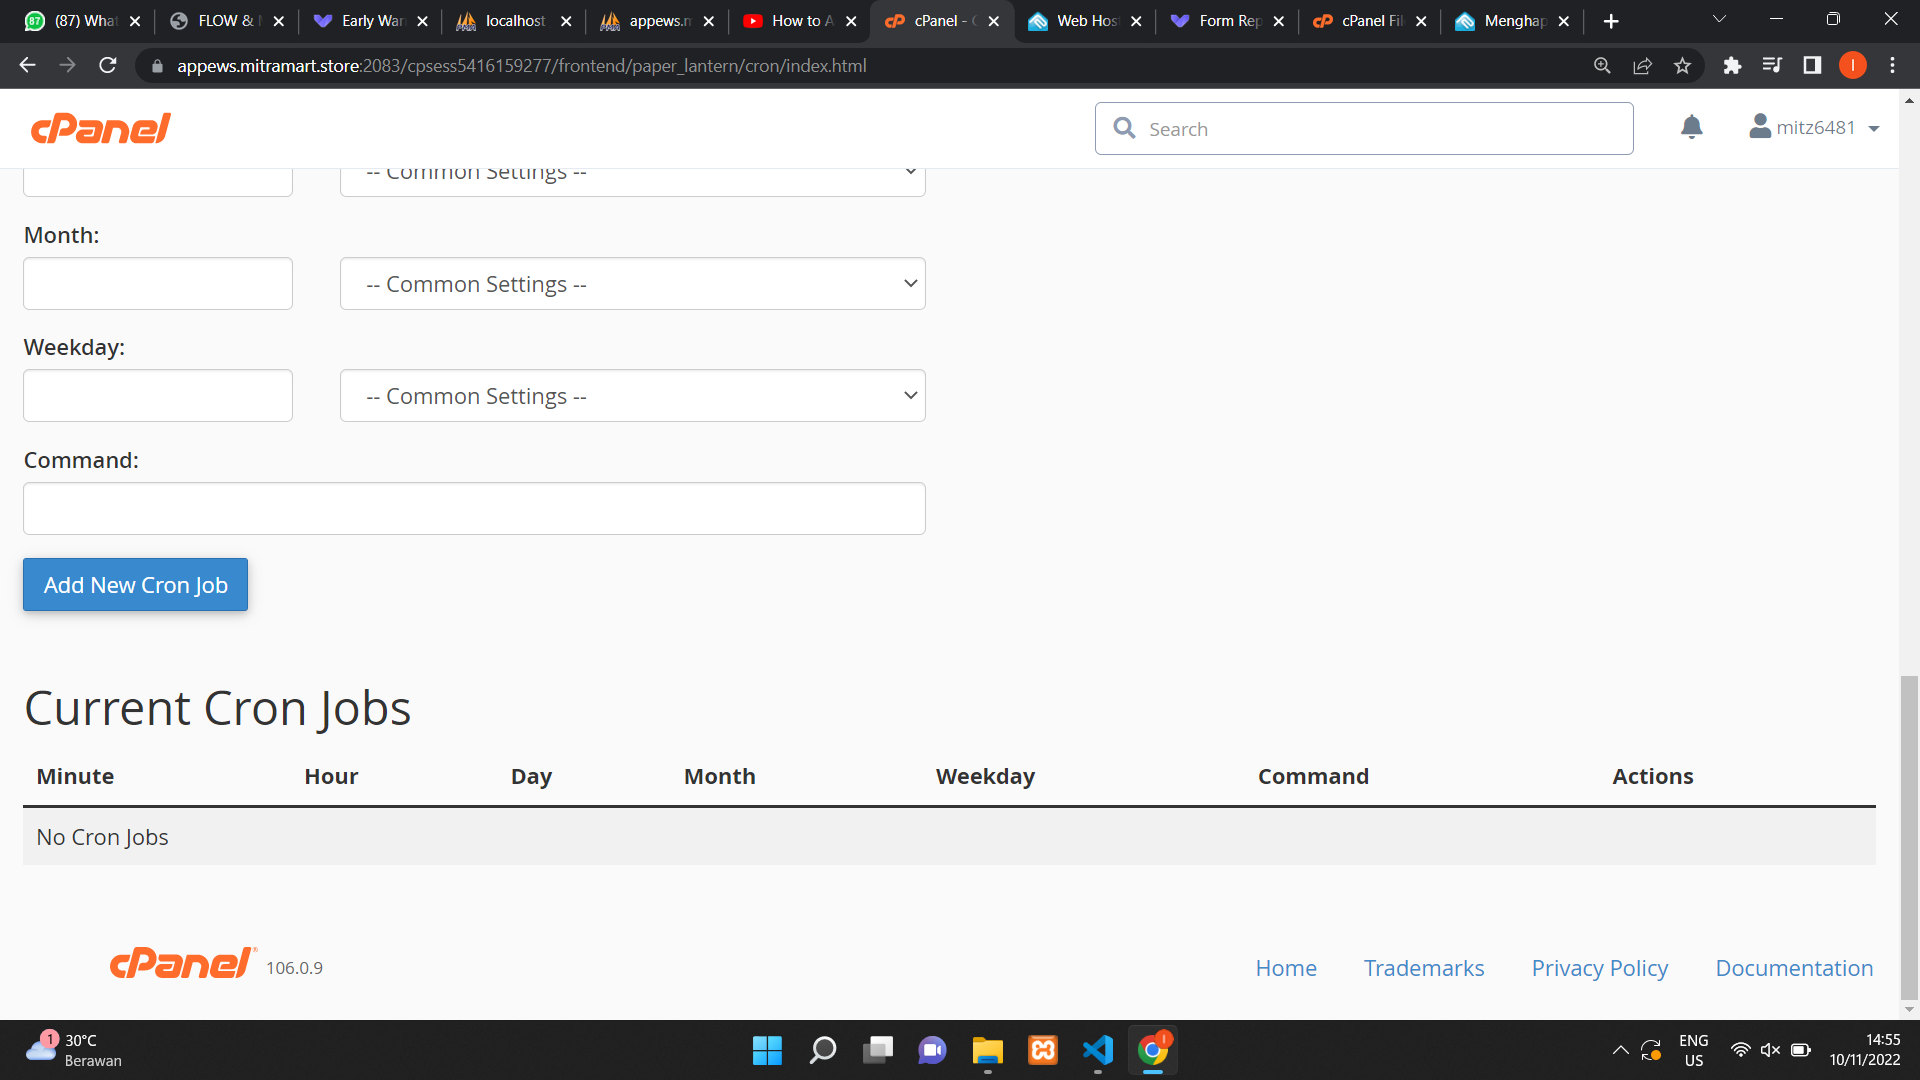 (87) What
FLOW &
Early War
localhost
appews.m
How to A
cPanel -
Web Hos
Form Rep
cPanel Fil
Menghap
appews.mitramart.store:2083/cpsess5416159277/frontend/paper_lantern/cron/index.html
cPanel
Search
mitz6481
-- Common Settings --
Month:
-- Common Settings --
Weekday:
-- Common Settings --
Command:
Add New Cron Job
Current Cron Jobs
Minute Hour Day Month Weekday Command Actions
No Cron Jobs
cPanel® 106.0.9
Home Trademarks Privacy Policy Documentation
1 30°C
Berawan
ENG
US
14:55
10/11/2022